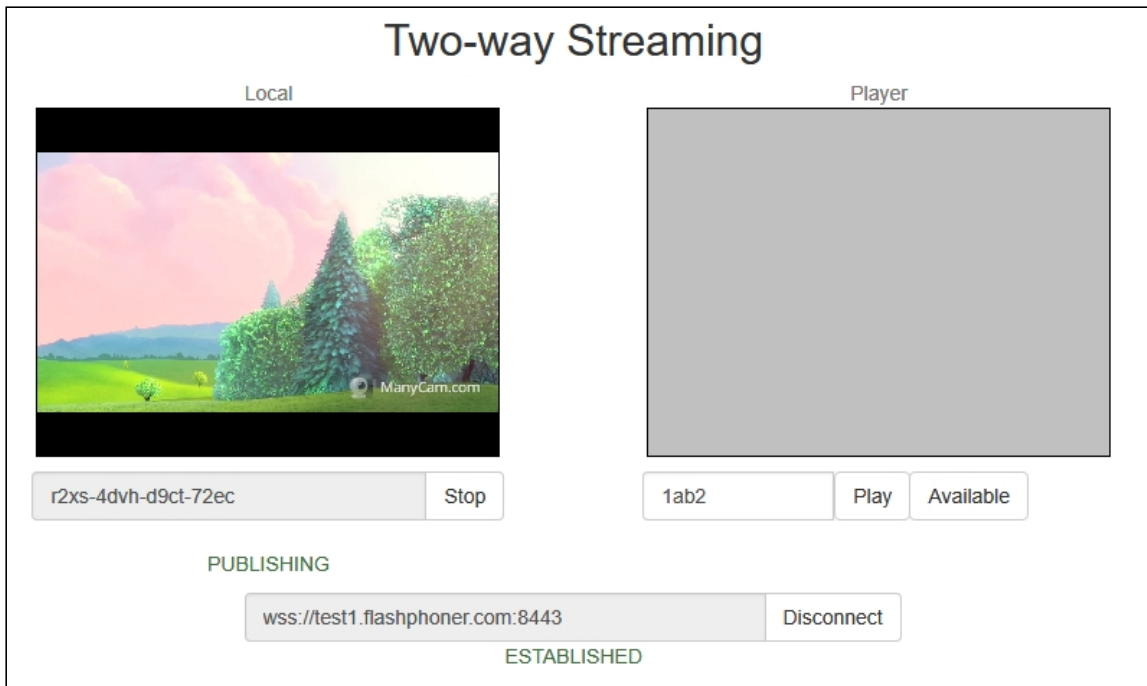 Two-way Streaming
Local
Player
ManyCam.com
r2xs-4dvh-d9ct-72ec
Stop
1ab2
Play
Available
PUBLISHING
wss://test1.flashphoner.com:8443
Disconnect
ESTABLISHED